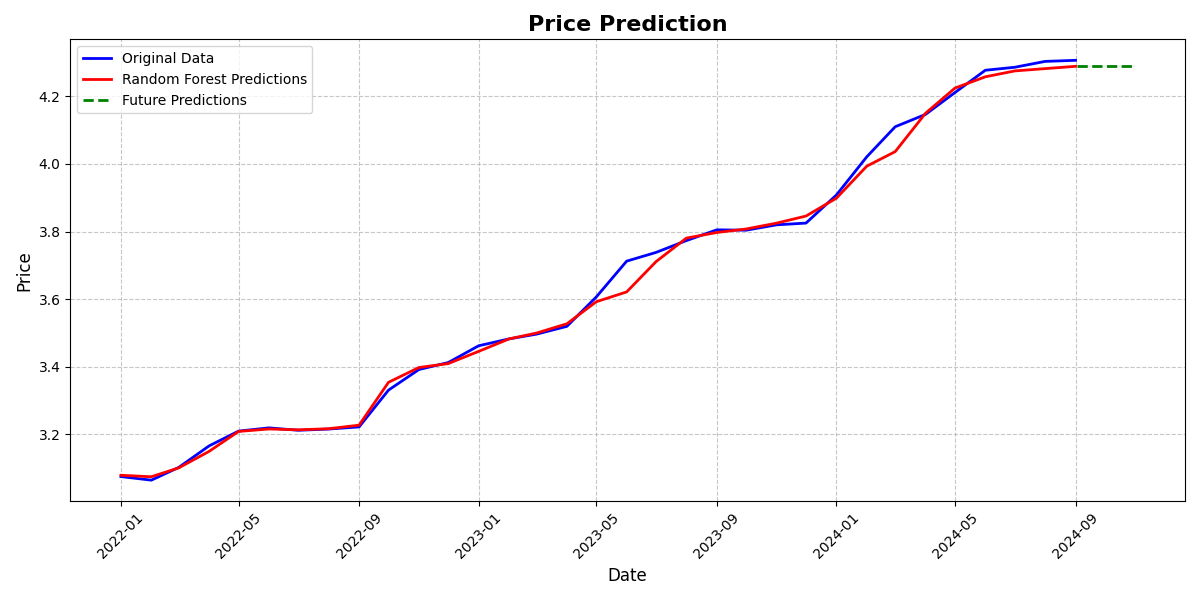 Price Prediction
Original Data
Random Forest Predictions
Future Predictions
Price
4.2
4.0
3.8
3.6
3.4
3.2
2022-01
2022-05
2022-09
2023-01
2023-05
2023-09
2024-01
2024-05
2024-09
Date